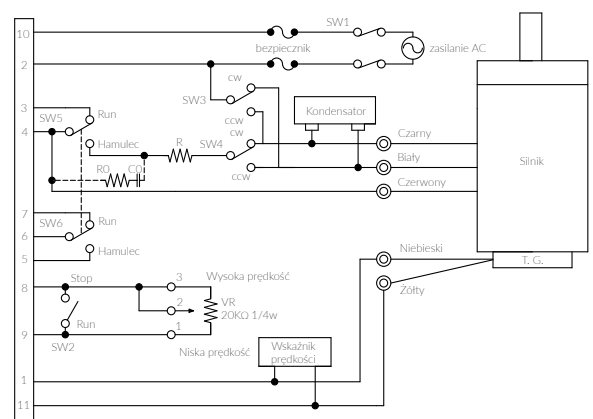 10
SW1
bezpiecznik
zasilanie AC
2
cw
SW3
ccw
Kondensator
3
SW5
Run
cw
4
Hamulec
R
SW4
Czarny
Biały
Silnik
R0
C0
ccw
Czerwony
7
SW6
Run
6
Hamulec
5
Niebieski
T. G.
8
Stop
3
Wysoka prędkość
Żółty
2
VR
20KΩ 1/4w
Run
1
9
SW2
Niska prędkość
Wskaźnik
prędkości
1
11